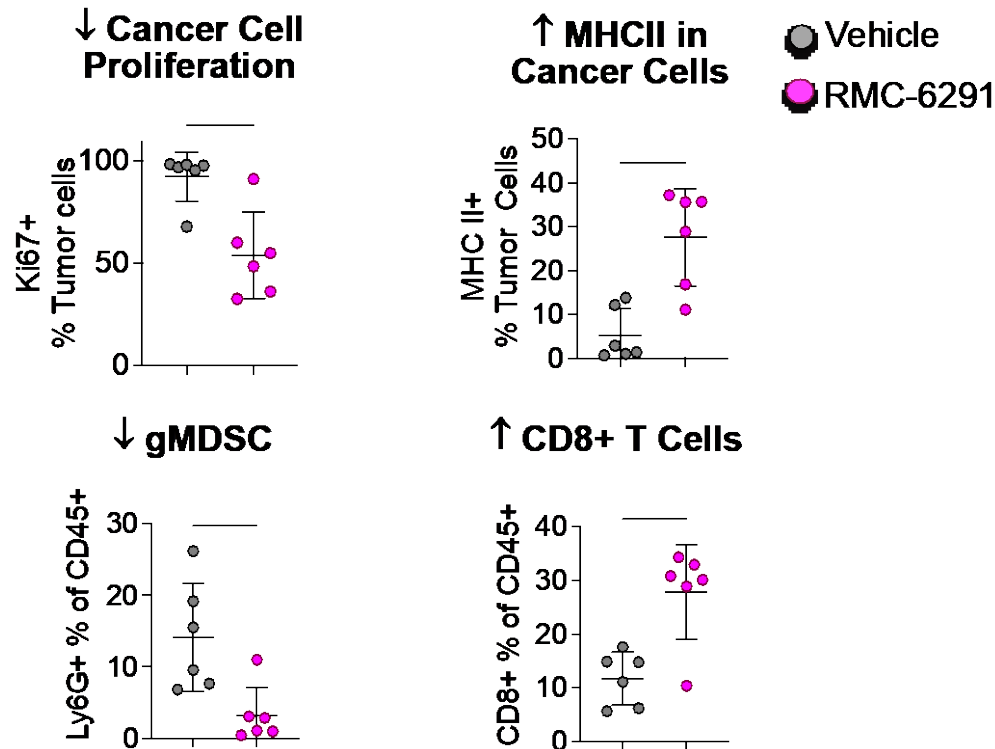 ↓ Cancer Cell
Proliferation
Ki67+
% Tumor cells
100
50
0
↑ MHCII in
Cancer Cells
MHC II+
% Tumor Cells
50
40
30
20
10
0
Vehicle
RMC-6291
↓ gMDSC
Ly6G+ % of CD45+
30
20
10
0
↑ CD8+ T Cells
CD8+ % of CD45+
40
30
20
10
0